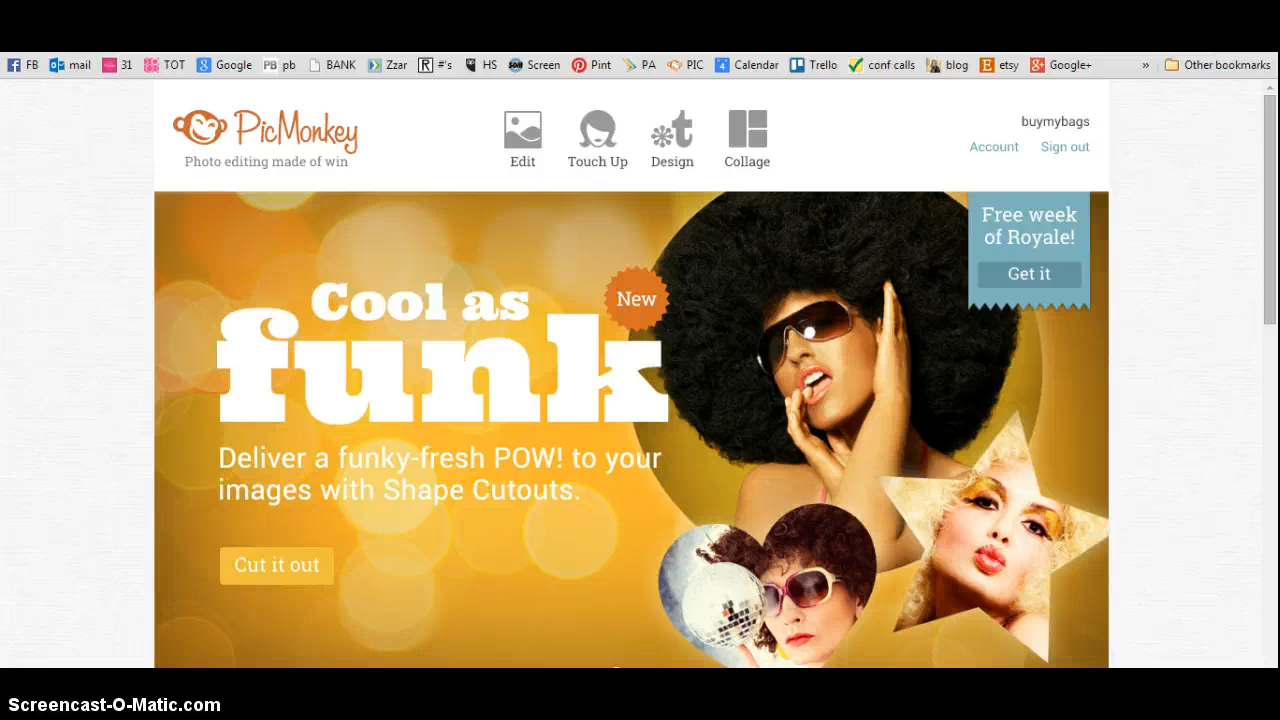 FB mail 31 TOT Google PB pb BANK Zzar R #'s HS SOM Screen Pint PA PIC 4 Calendar Trello conf calls blog E etsy Google+ » Other bookmarks
PicMonkey
Photo editing made of win
Edit
Touch Up
t
Design
Collage
buymybags
Account Sign out
Free week
of Royale!
Get it
New
Cool as
funk
Deliver a funky-fresh POW! to your
images with Shape Cutouts.
Cut it out
Screencast-O-Matic.com